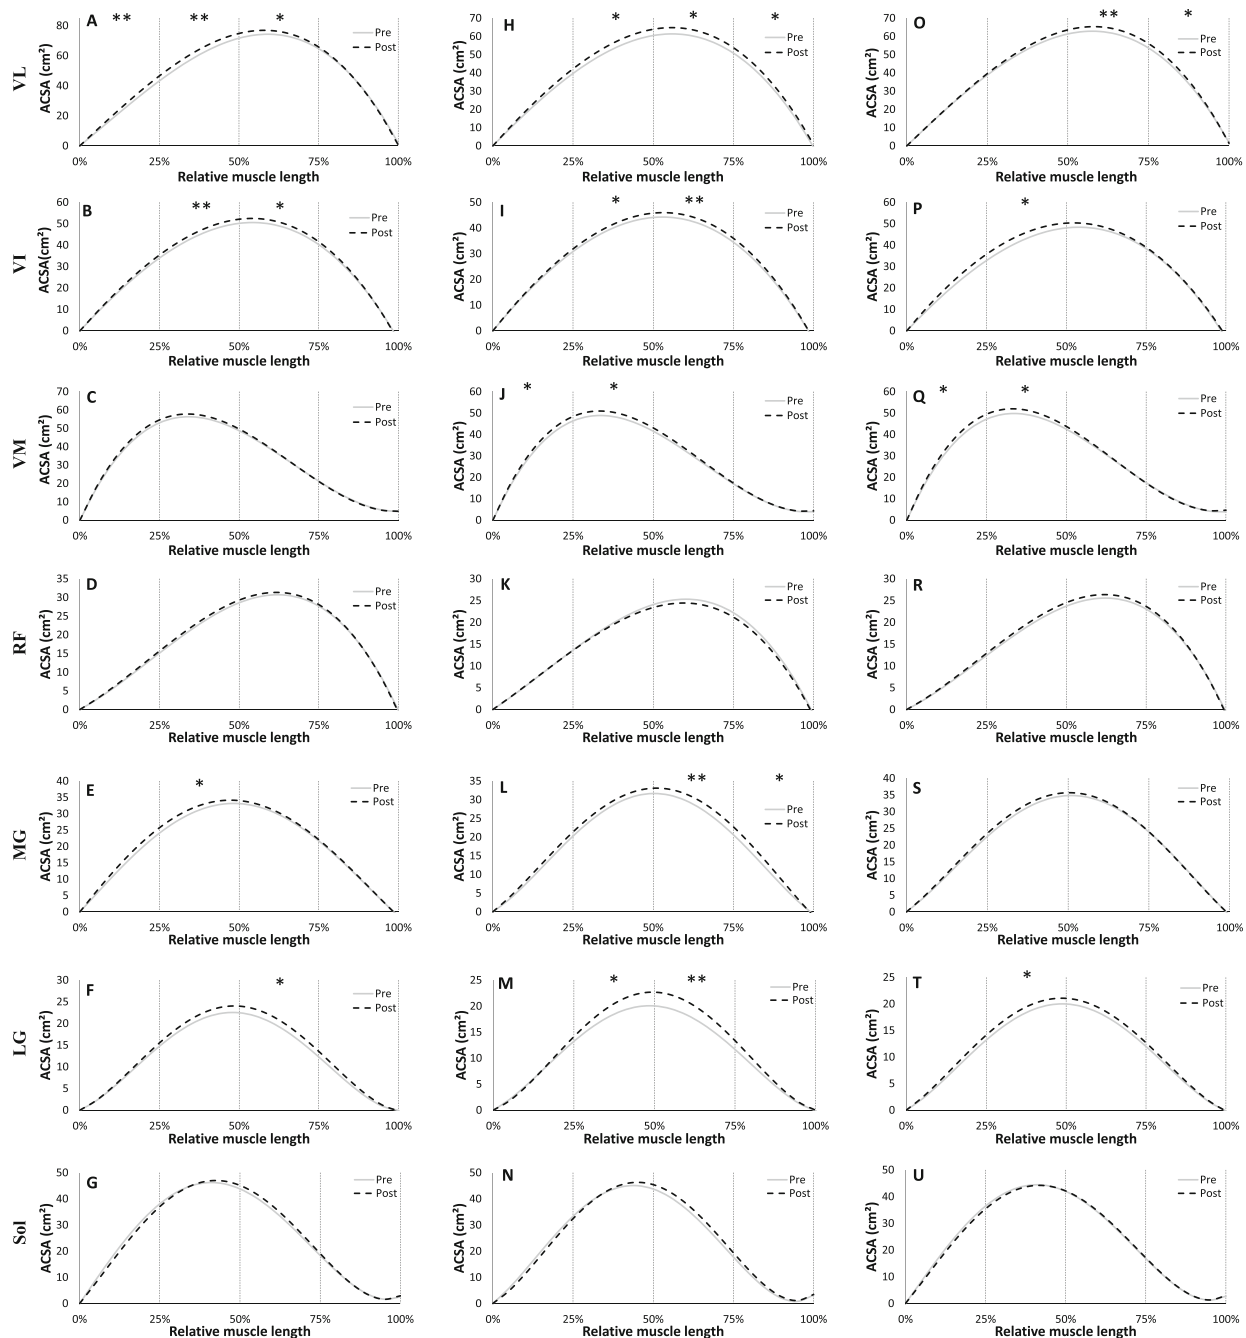 VL
A ** ** *
ACSA (cm²)
80
60
40
20
0
Pre
Post
0% 25% 50% 75% 100%
Relative muscle length
H * * *
ACSA (cm²)
70
60
50
40
30
20
10
0
Pre
Post
0% 25% 50% 75% 100%
Relative muscle length
O ** *
ACSA (cm²)
70
60
50
40
30
20
10
0
Pre
Post
0% 25% 50% 75% 100%
Relative muscle length
VI
B ** *
ACSA(cm²)
60
50
40
30
20
10
0
Pre
Post
0% 25% 50% 75% 100%
Relative muscle length
I * **
ACSA (cm²)
50
40
30
20
10
0
Pre
Post
0% 25% 50% 75% 100%
Relative muscle length
P *
ACSA (cm²)
60
50
40
30
20
10
0
Pre
Post
0% 25% 50% 75% 100%
Relative muscle length
VM
C
ACSA (cm²)
70
60
50
40
30
20
10
0
Pre
Post
0% 25% 50% 75% 100%
Relative muscle length
J * *
ACSA (cm²)
60
50
40
30
20
10
0
Pre
Post
0% 25% 50% 75% 100%
Relative muscle length
Q * *
ACSA (cm²)
60
50
40
30
20
10
0
Pre
Post
0% 25% 50% 75% 100%
Relative muscle length
RF
D
ACSA (cm²)
35
30
25
20
15
10
5
0
Pre
Post
0% 25% 50% 75% 100%
Relative muscle length
K
ACSA (cm²)
30
25
20
15
10
5
0
Pre
Post
0% 25% 50% 75% 100%
Relative muscle length
R
ACSA (cm²)
30
25
20
15
10
5
0
Pre
Post
0% 25% 50% 75% 100%
Relative muscle length
MG
E *
ACSA (cm²)
40
35
30
25
20
15
10
5
0
Pre
Post
0% 25% 50% 75% 100%
Relative muscle length
L ** *
ACSA (cm²)
35
30
25
20
15
10
5
0
Pre
Post
0% 25% 50% 75% 100%
Relative muscle length
S
ACSA (cm²)
40
35
30
25
20
15
10
5
0
Pre
Post
0% 25% 50% 75% 100%
Relative muscle length
LG
F *
ACSA (cm²)
30
25
20
15
10
5
0
Pre
Post
0% 25% 50% 75% 100%
Relative muscle length
M * **
ACSA (cm²)
25
20
15
10
5
0
Pre
Post
0% 25% 50% 75% 100%
Relative muscle length
T *
ACSA (cm²)
25
20
15
10
5
0
Pre
Post
0% 25% 50% 75% 100%
Relative muscle length
Sol
G
ACSA (cm²)
50
40
30
20
10
0
Pre
Post
0% 25% 50% 75% 100%
Relative muscle length
N
ACSA (cm²)
50
40
30
20
10
0
Pre
Post
0% 25% 50% 75% 100%
Relative muscle length
U
ACSA (cm²)
50
40
30
20
10
0
Pre
Post
0% 25% 50% 75% 100%
Relative muscle length